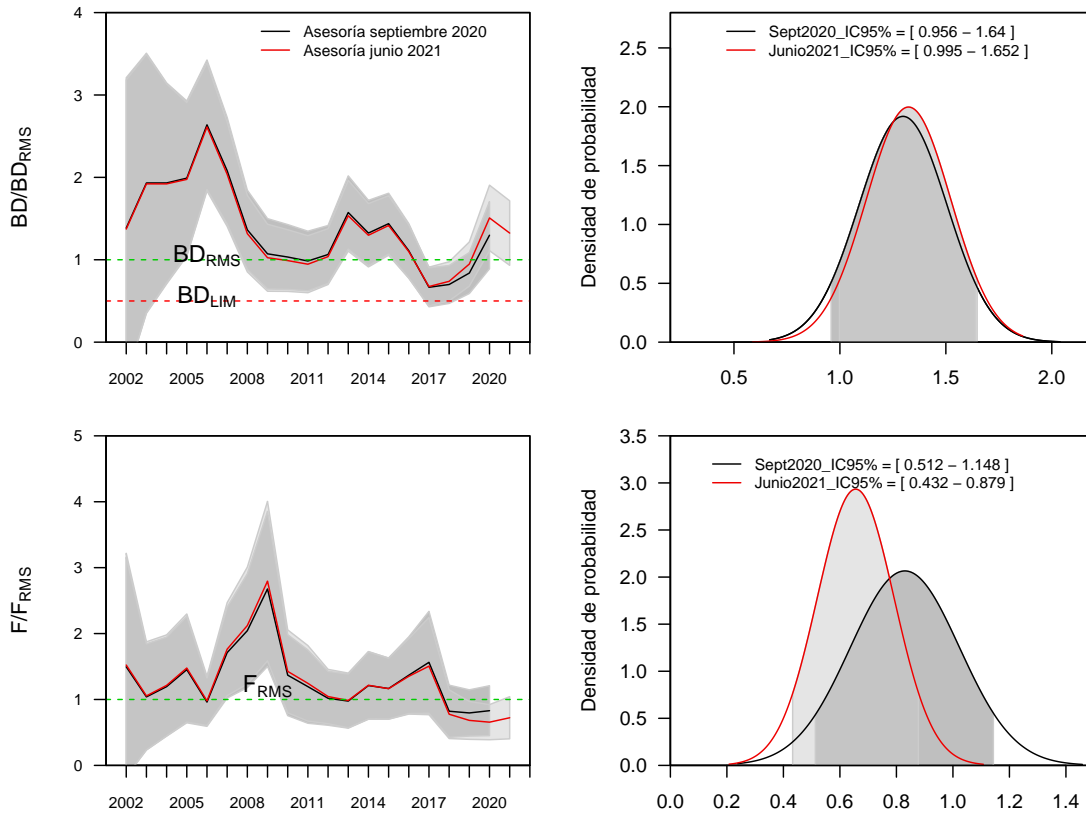 BD/BD_RMS
4
3
2
1
0
Asesoría septiembre 2020
Asesoría junio 2021
BD_RMS
BD_LIM
2002 2005 2008 2011 2014 2017 2020
Densidad de probabilidad
2.5
2.0
1.5
1.0
0.5
0.0
Sept2020_IC95% = [ 0.956 − 1.64 ]
Junio2021_IC95% = [ 0.995 − 1.652 ]
0.5 1.0 1.5 2.0
F/F_RMS
5
4
3
2
1
0
F_RMS
2002 2005 2008 2011 2014 2017 2020
Densidad de probabilidad
3.5
3.0
2.5
2.0
1.5
1.0
0.5
0.0
Sept2020_IC95% = [ 0.512 − 1.148 ]
Junio2021_IC95% = [ 0.432 − 0.879 ]
0.0 0.2 0.4 0.6 0.8 1.0 1.2 1.4